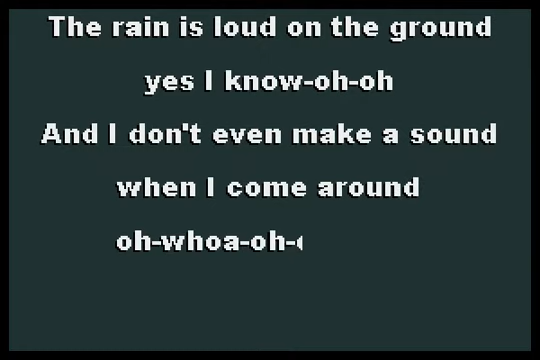 The rain is loud on the ground
yes I know-oh-oh
And I don't even make a sound
when I come around
oh-whoa-oh-